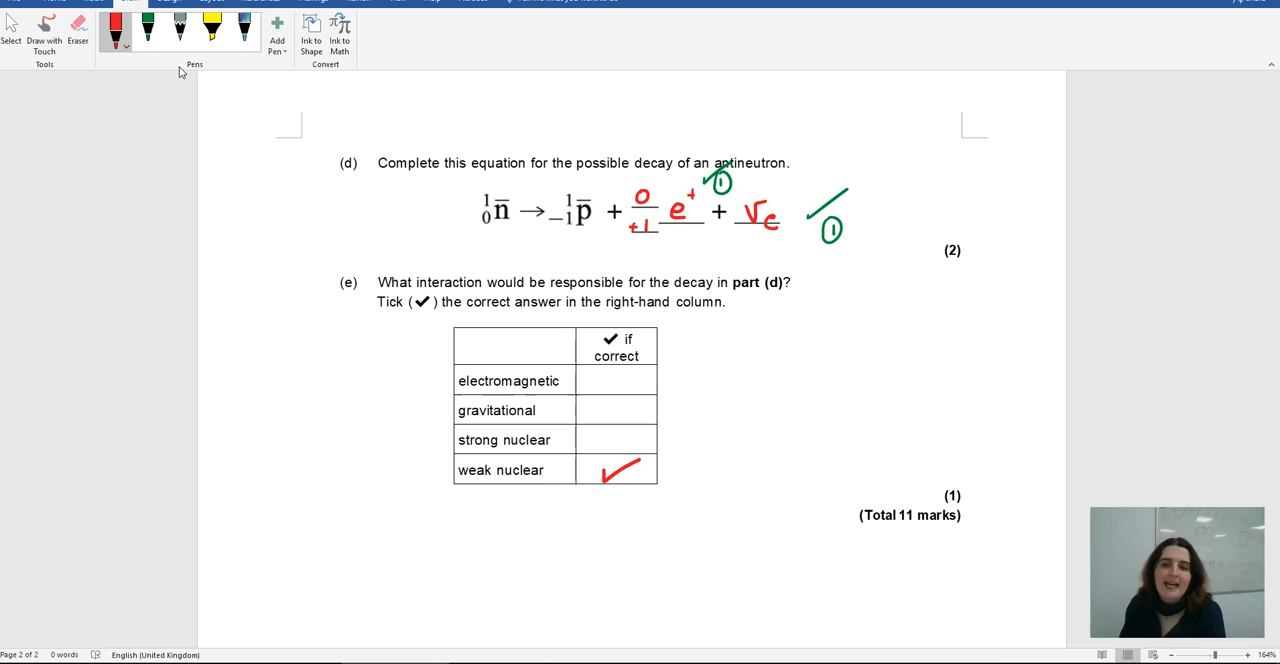 Select
Draw with Touch
Eraser
Add Pen
Ink to Shape
Ink to Math
Tools
Pens
Convert
(d) Complete this equation for the possible decay of an antineutron.
¹₀n̅ → ¹₋₁p̅ + ⁰₊₁ e⁺ + νe
①
①
(2)
(e) What interaction would be responsible for the decay in part (d)?
Tick (✔) the correct answer in the right-hand column.
✔ if
correct
electromagnetic
gravitational
strong nuclear
weak nuclear ✓
(1)
(Total 11 marks)
Page 2 of 2 0 words English (United Kingdom) 164%